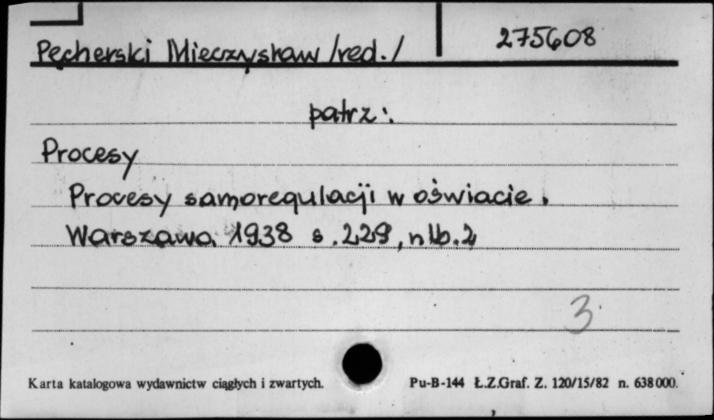 Pęcherski Mieczysław /red./ 275608
patrz:
Procesy
Procesy samoregulacji w oświacie.
Warszawa 1938 s. 229, nlb. 2
3
Karta katalogowa wydawnictw ciągłych i zwartych. Pu-B-144 Ł.Z.Graf. Z. 120/15/82 n. 638 000.